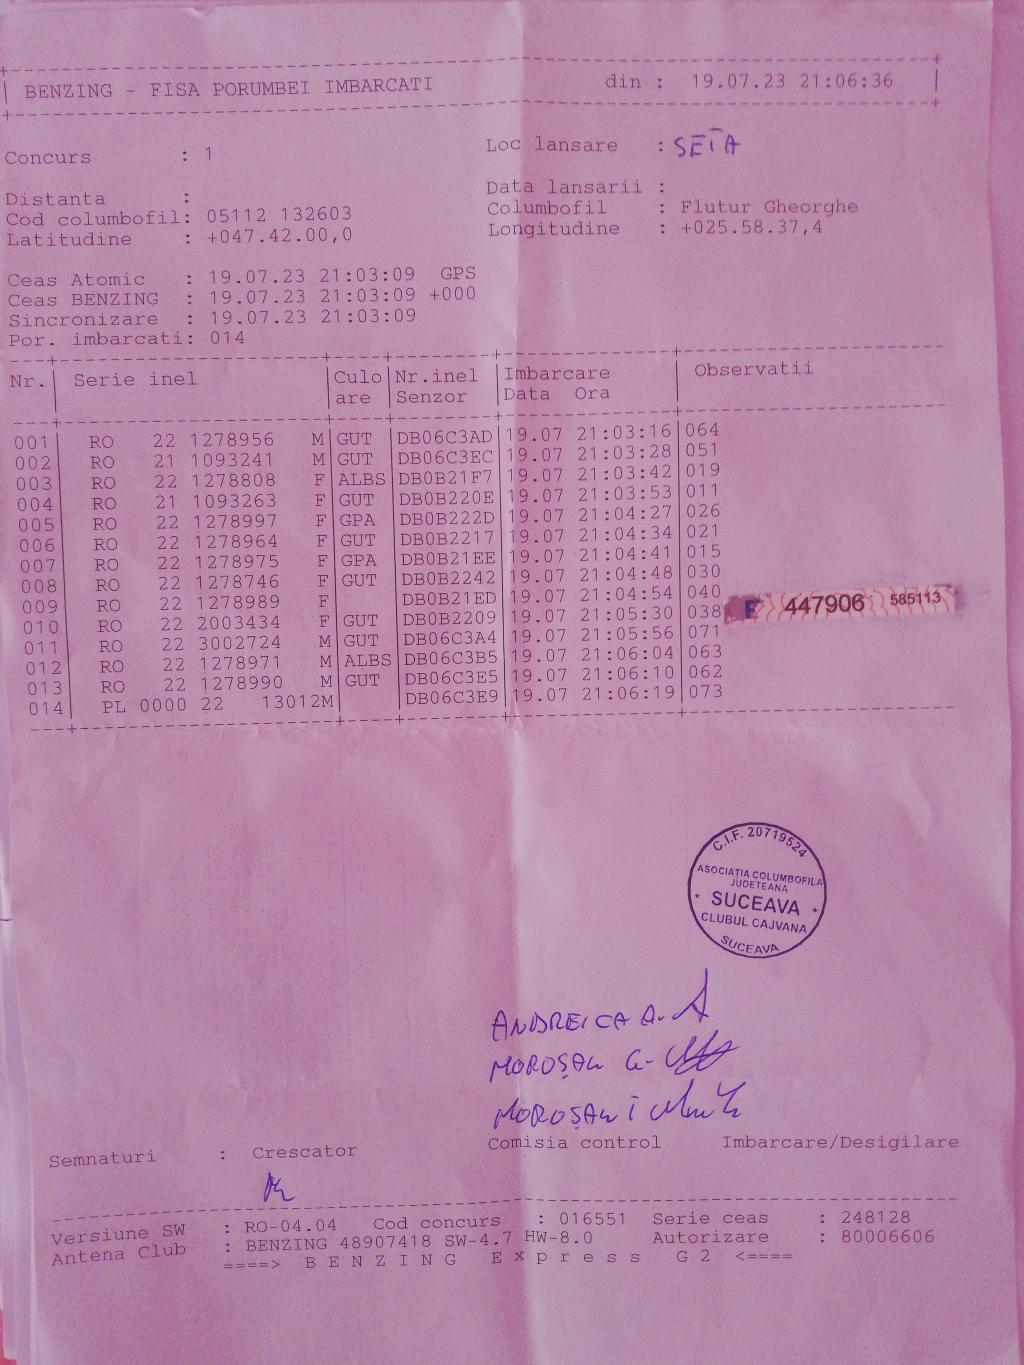 BENZING - FISA PORUMBEI IMBARCATI din : 19.07.23 21:06:36
Concurs : 1 Loc lansare :
Distanta : Data lansarii :
Cod columbofil: 05112 132603 Columbofil : Flutur Gheorghe
Latitudine : +047.42.00,0 Longitudine : +025.58.37,4
Ceas Atomic : 19.07.23 21:03:09 GPS
Ceas BENZING : 19.07.23 21:03:09 +000
Sincronizare : 19.07.23 21:03:09
Por. imbarcati: 014
Nr. Serie inel Culo Nr.inel Imbarcare Observatii
are Senzor Data Ora
001 RO 22 1278956 M GUT DB06C3AD 19.07 21:03:16 064
002 RO 21 1093241 M GUT DB06C3EC 19.07 21:03:28 051
003 RO 22 1278808 F ALBS DB0B21F7 19.07 21:03:42 019
004 RO 21 1093263 F GUT DB0B220E 19.07 21:03:53 011
005 RO 22 1278997 F GPA DB0B222D 19.07 21:04:27 026
006 RO 22 1278964 F GUT DB0B2217 19.07 21:04:34 021
007 RO 22 1278975 F GPA DB0B21EE 19.07 21:04:41 015
008 RO 22 1278746 F GUT DB0B2242 19.07 21:04:48 030
009 RO 22 1278989 F DB0B21ED 19.07 21:04:54 040
010 RO 22 2003434 F GUT DB0B2209 19.07 21:05:30 038
011 RO 22 3002724 M GUT DB06C3A4 19.07 21:05:56 071
012 RO 22 1278971 M ALBS DB06C3B5 19.07 21:06:04 063
013 RO 22 1278990 M GUT DB06C3E5 19.07 21:06:10 062
014 PL 0000 22 13012M DB06C3E9 19.07 21:06:19 073
F 447906 585113
C.I.F. 20719524
ASOCIATIA COLUMBOFILA
JUDETEANA
SUCEAVA
CLUBUL CAJVANA
SUCEAVA
ANDREICA A.
MOROȘAN G.
MOROȘAN I
Semnaturi : Crescator Comisia control Imbarcare/Desigilare
Versiune SW : RO-04.04 Cod concurs : 016551 Serie ceas : 248128
Antena Club : BENZING 48907418 SW-4.7 HW-8.0 Autorizare : 80006606
====> B E N Z I N G E x p r e s s G 2 <====